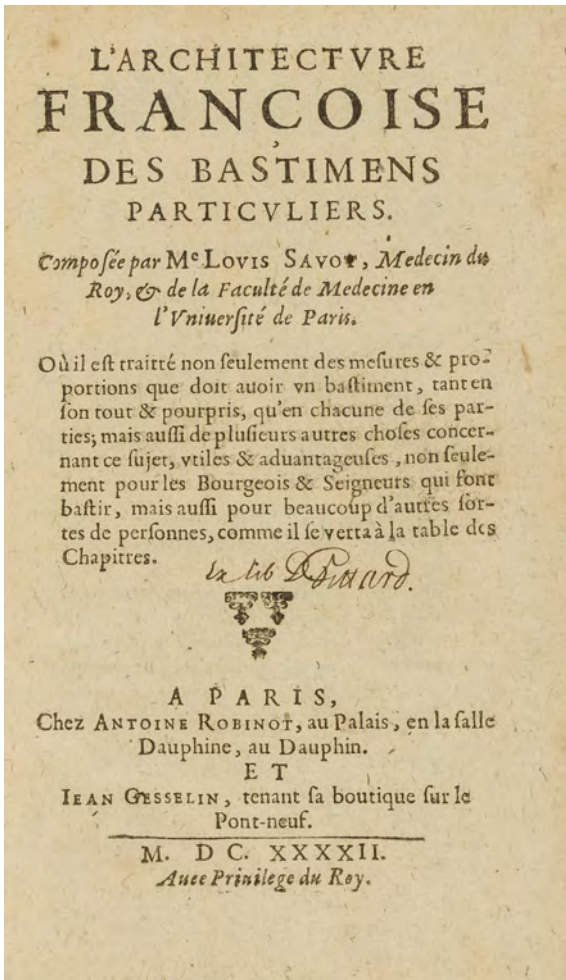 L'ARCHITECTVRE
FRANCOISE
DES BASTIMENS
PARTICVLIERS.
Composée par Me LOVIS SAVOT, Medecin du
Roy, & de la Faculté de Medecine en
l'Vniuersité de Paris.
Où il est traitté non seulement des mesures & pro-
portions que doit auoir vn bastiment, tant en
son tout & pourpris, qu'en chacune de ses par-
ties; mais aussi de plusieurs autres choses concer-
nant ce sujet, vtiles & aduantageuses, non seule-
ment pour les Bourgeois & Seigneurs qui font
bastir, mais aussi pour beaucoup d'autres sor-
tes de personnes, comme il se verra à la table des
Chapitres.
Ex lib
A PARIS,
Chez ANTOINE ROBINOT, au Palais, en la salle
Dauphine, au Dauphin.
ET
IEAN GESSELIN, tenant sa boutique sur le
Pont-neuf.
M. DC. XXXXII.
Auec Priuilege du Roy.